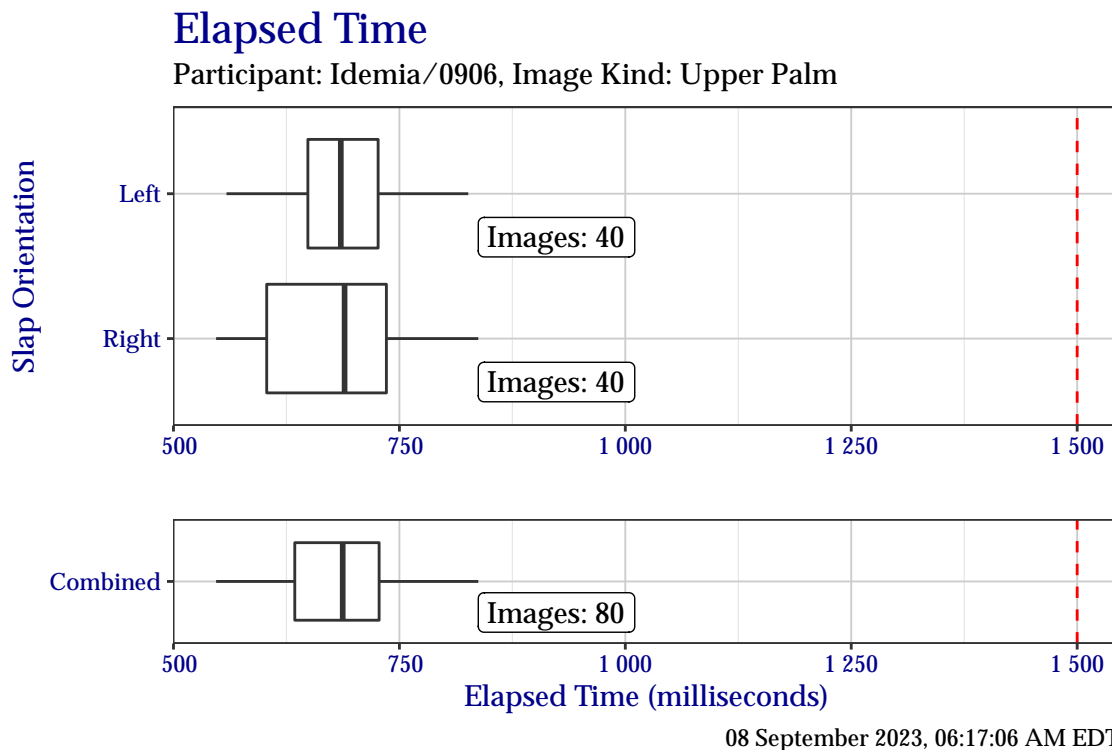 Elapsed Time
Participant: Idemia/0906, Image Kind: Upper Palm
Slap Orientation
Left
Images: 40
Right
Images: 40
500 750 1 000 1 250 1 500
Combined
Images: 80
500 750 1 000 1 250 1 500
Elapsed Time (milliseconds)
08 September 2023, 06:17:06 AM EDT